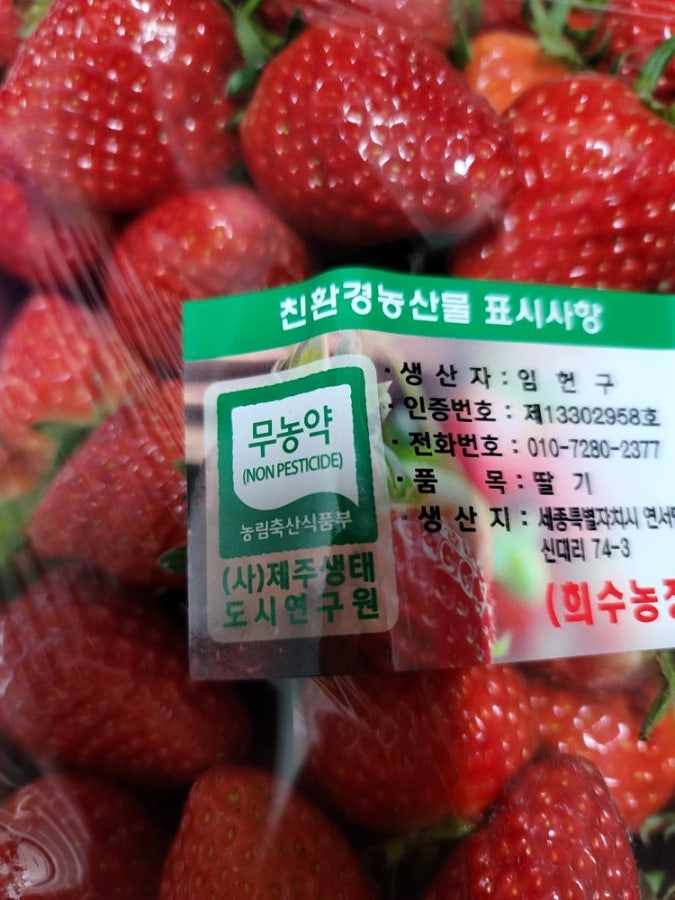 친환경농산물 표시사항
무농약
(NON PESTICIDE)
농림축산식품부
(사)제주생태
도시연구원
· 생 산 자 : 임 헌 구
· 인증번호 : 제13302958호
· 전화번호 : 010-7280-2377
· 품 목 : 딸 기
· 생 산 지 : 세종특별자치시 연서
신대리 74-3
(희수농장